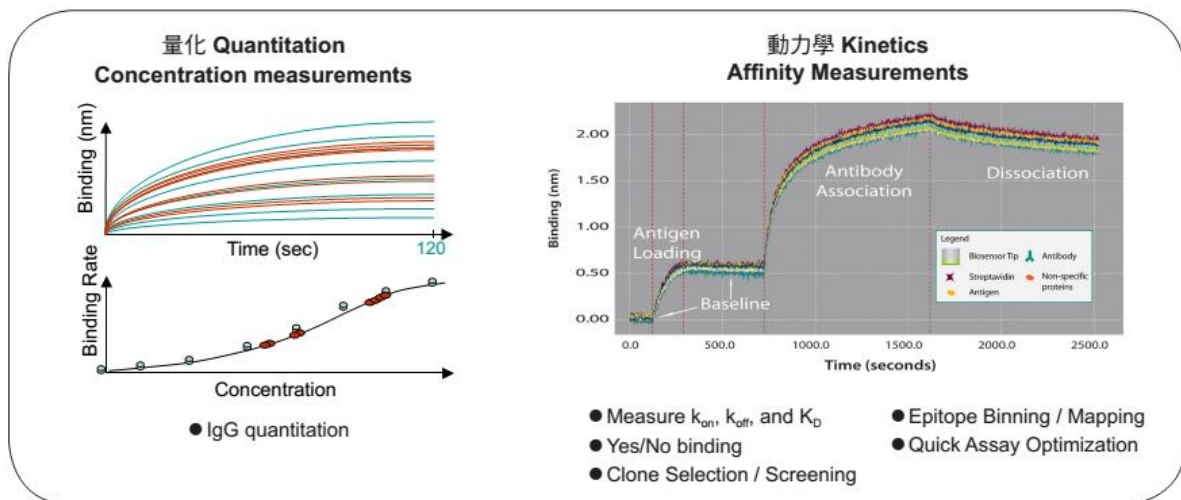 量化 Quantitation
Concentration measurements
Binding (nm)
Time (sec)
120
Binding Rate
Concentration
● IgG quantitation
動力學 Kinetics
Affinity Measurements
Binding (nm)
2.00
1.50
1.00
0.50
0.00
Antigen
Loading
Baseline
Antibody
Association
Dissociation
Legend
Biosensor Tip
Antibody
Streptavidin
Non-specific
proteins
Antigen
0.0 500.0 1000.0 1500.0 2000.0 2500.0
Time (seconds)
● Measure kon, koff, and KD
● Yes/No binding
● Clone Selection / Screening
● Epitope Binning / Mapping
● Quick Assay Optimization